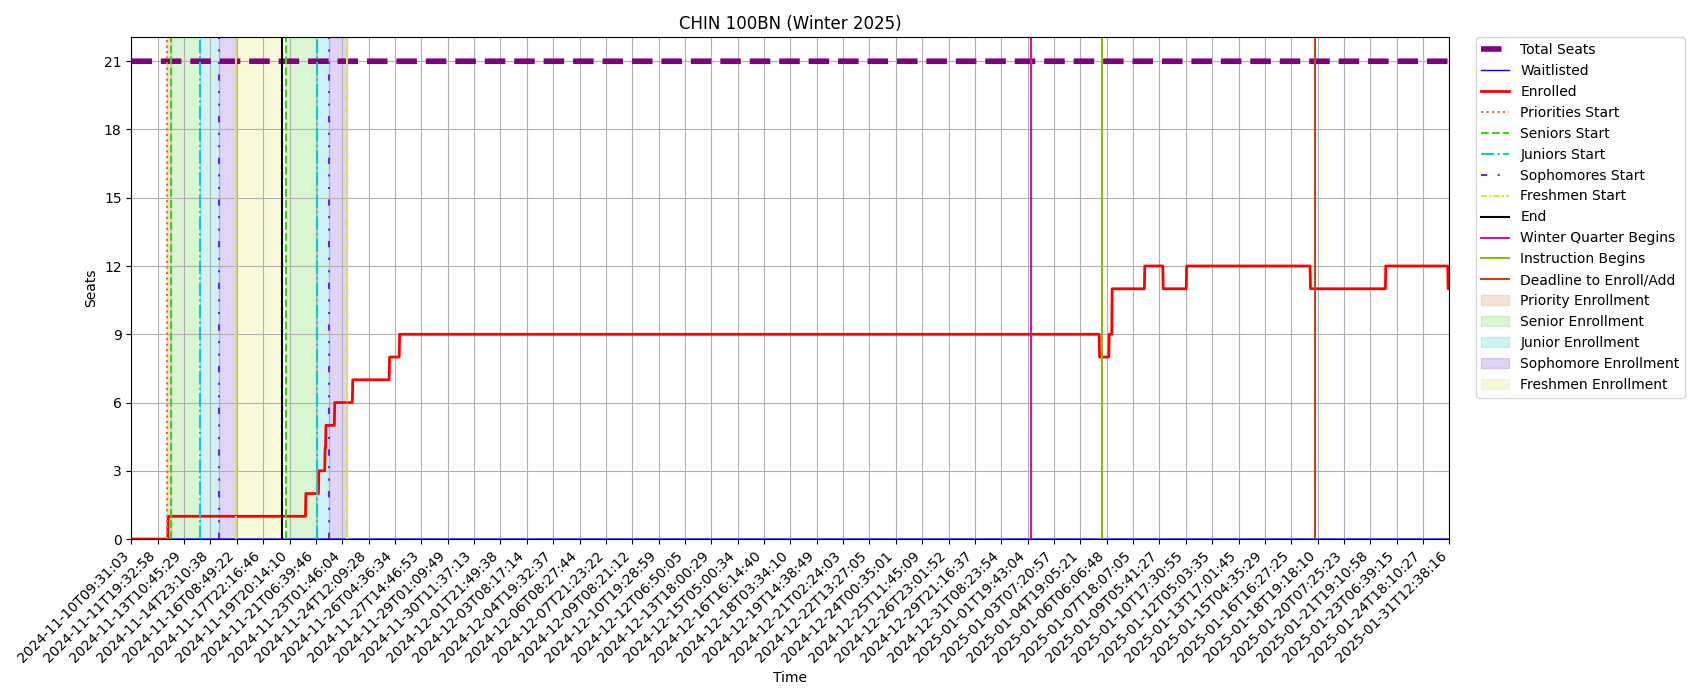 CHIN 100BN (Winter 2025)
Seats
21
18
15
12
9
6
3
0
2024-11-10T09:31:03
2024-11-11T19:32:58
2024-11-13T10:45:29
2024-11-14T23:10:38
2024-11-16T08:49:22
2024-11-17T22:16:46
2024-11-19T20:14:10
2024-11-21T06:39:46
2024-11-23T01:46:04
2024-11-24T12:09:28
2024-11-26T04:36:34
2024-11-27T14:46:53
2024-11-29T01:09:49
2024-11-30T11:37:13
2024-12-01T21:49:38
2024-12-03T08:17:14
2024-12-04T19:32:37
2024-12-06T08:27:44
2024-12-07T21:23:22
2024-12-09T08:21:12
2024-12-10T19:28:59
2024-12-12T06:50:05
2024-12-13T18:00:29
2024-12-15T05:00:34
2024-12-16T16:14:40
2024-12-18T03:34:10
2024-12-19T14:38:49
2024-12-21T02:24:03
2024-12-22T13:27:05
2024-12-24T00:35:01
2024-12-25T11:45:09
2024-12-26T23:01:52
2024-12-29T21:16:37
2024-12-31T08:23:54
2025-01-01T19:43:04
2025-01-03T07:20:57
2025-01-04T19:05:21
2025-01-06T06:06:48
2025-01-07T18:07:05
2025-01-09T05:41:27
2025-01-10T17:30:55
2025-01-12T05:03:35
2025-01-13T17:01:45
2025-01-15T04:35:29
2025-01-16T16:27:25
2025-01-18T19:18:10
2025-01-20T07:25:23
2025-01-21T19:10:58
2025-01-23T06:39:15
2025-01-24T18:10:27
2025-01-31T12:38:16
Time
Total Seats
Waitlisted
Enrolled
Priorities Start
Seniors Start
Juniors Start
Sophomores Start
Freshmen Start
End
Winter Quarter Begins
Instruction Begins
Deadline to Enroll/Add
Priority Enrollment
Senior Enrollment
Junior Enrollment
Sophomore Enrollment
Freshmen Enrollment